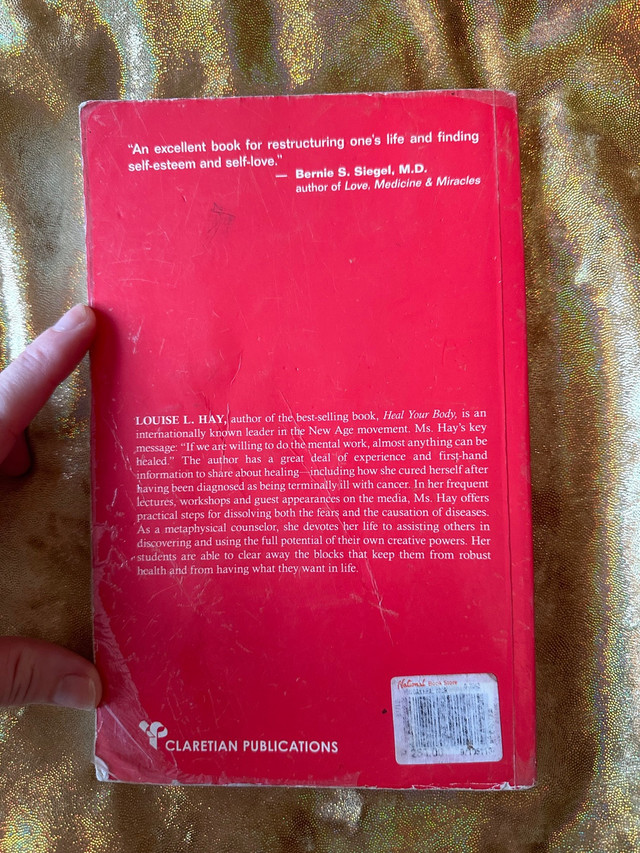 "An excellent book for restructuring one's life and finding
self-esteem and self-love."
— Bernie S. Siegel, M.D.
author of Love, Medicine & Miracles
LOUISE L. HAY, author of the best-selling book, Heal Your Body, is an
internationally known leader in the New Age movement. Ms. Hay's key
message: "If we are willing to do the mental work, almost anything can be
healed." The author has a great deal of experience and first-hand
information to share about healing—including how she cured herself after
having been diagnosed as being terminally ill with cancer. In her frequent
lectures, workshops and guest appearances on the media, Ms. Hay offers
practical steps for dissolving both the fears and the causation of diseases.
As a metaphysical counselor, she devotes her life to assisting others in
discovering and using the full potential of their own creative powers. Her
students are able to clear away the blocks that keep them from robust
health and from having what they want in life.
National Book Store
CLARETIAN PUBLICATIONS